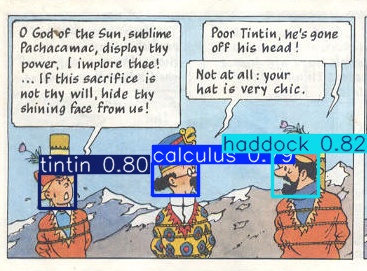 O God of the Sun, sublime
Pachacamac, display thy
power, I implore thee!
... If this sacrifice is
not thy will, hide thy
shining face from us!
Poor Tintin, he's gone
off his head!
Not at all: your
hat is very chic.
tintin 0.80
calculus 0.79
haddock 0.82